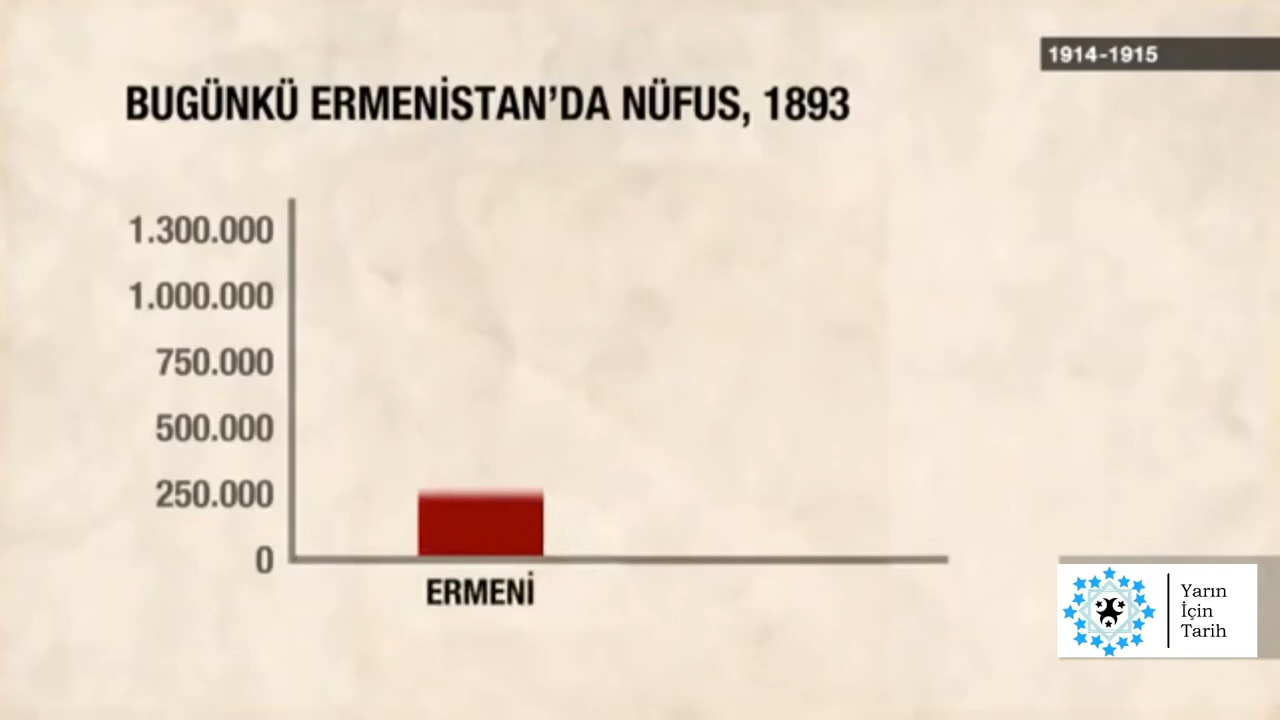 1914-1915
BUGÜNKÜ ERMENİSTAN'DA NÜFUS, 1893
1.300.000
1.000.000
750.000
500.000
250.000
0
ERMENİ
Yarın
İçin
Tarih